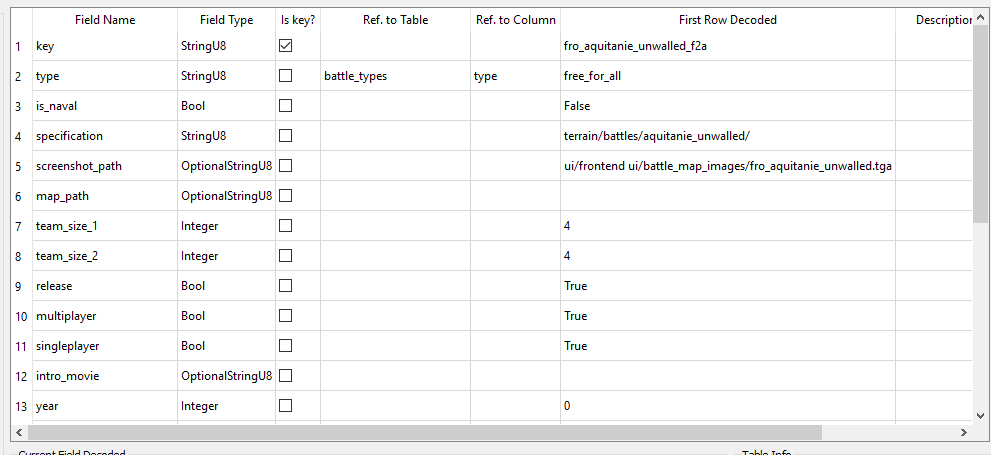 Field Name Field Type Is key? Ref. to Table Ref. to Column First Row Decoded Description
1 key StringU8 fro_aquitanie_unwalled_f2a
2 type StringU8 battle_types type free_for_all
3 is_naval Bool False
4 specification StringU8 terrain/battles/aquitanie_unwalled/
5 screenshot_path OptionalStringU8 ui/frontend ui/battle_map_images/fro_aquitanie_unwalled.tga
6 map_path OptionalStringU8
7 team_size_1 Integer 4
8 team_size_2 Integer 4
9 release Bool True
10 multiplayer Bool True
11 singleplayer Bool True
12 intro_movie OptionalStringU8
13 year Integer 0
Current Field Decoded Table Info